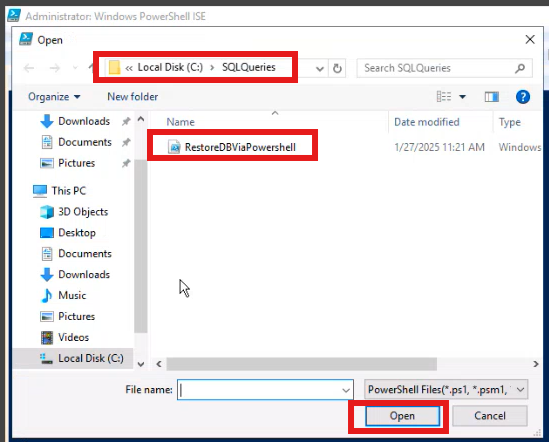 Administrator: Windows PowerShell ISE
Open
« Local Disk (C:) › SQLQueries
Search SQLQueries
Organize
New folder
Name
Date modified
Type
Downloads
Documents
Pictures
This PC
3D Objects
Desktop
Documents
Downloads
Music
Pictures
Videos
Local Disk (C:)
RestoreDBViaPowershell
1/27/2025 11:21 AM
Windows
File name:
PowerShell Files(*.ps1, *.psm1,
Open
Cancel